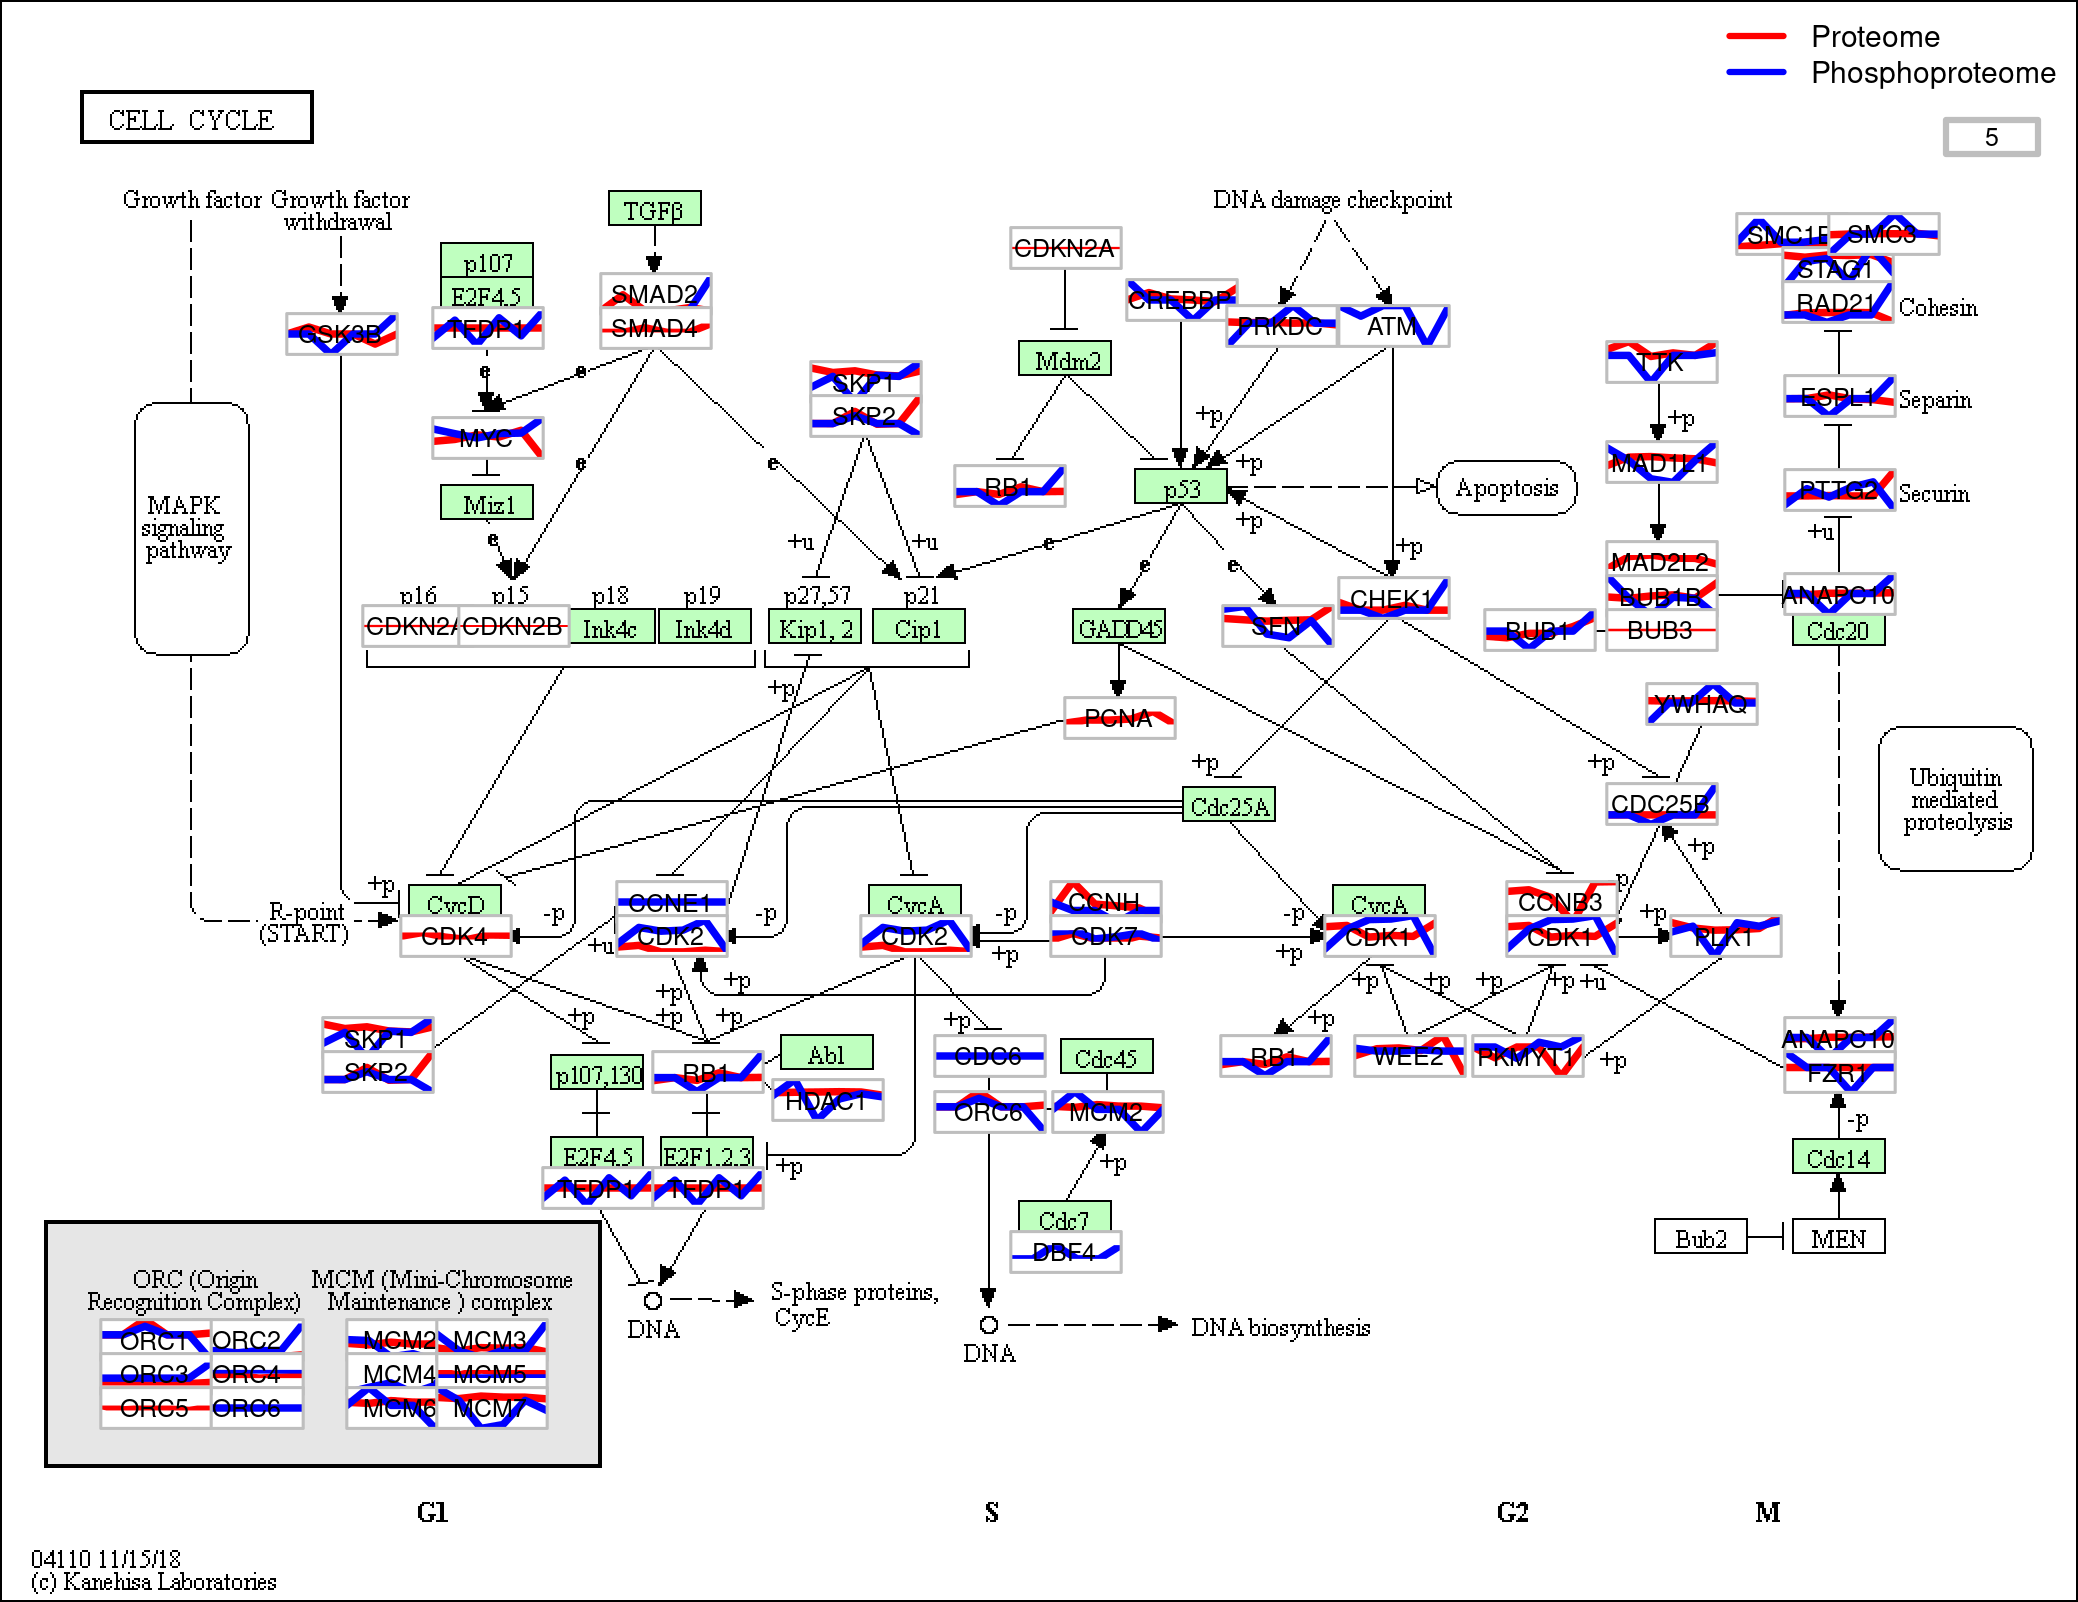 Proteome
Phosphoproteome
CELL CYCLE
5
Growth factor
Growth factor
withdrawal
TGFβ
DNA damage checkpoint
p107
E2F4,5
TFDP1
GSK3B
SMAD2
SMAD4
CDKN2A
CREBBP
PRKDC
ATM
SMC3
STAG1
RAD21
Cohesin
Mdm2
TTK
e
e
SKP1
SKP2
ESPL1
Separin
+p
+p
MYC
e
e
+p
MAD1L1
RB1
p53
Apoptosis
PTTG2
Securin
Miz1
MAPK
signaling
pathway
+p
+u
e
+u
+u
e
+p
e
e
MAD2L2
BUB1B
BUB3
BUB1
ANAPC10
Cdc20
p16
p15
p18
p19
p27,57
p21
CDKN2A
CDKN2B
Ink4c
Ink4d
Kip1, 2
Cip1
GADD45
SFN
CHEK1
+p
PCNA
YWHAQ
+p
+p
Ubiquitin
mediated
proteolysis
Cdc25A
CDC25B
+p
+p
p
CycD
CDK4
R-point
(START)
-p
CCNE1
CDK2
+u
-p
CycA
CDK2
-p
+p
CCNH
CDK7
-p
+p
CycA
CDK1
CCNB3
CDK1
+p
PLK1
+p
+p
+p
+p
+p
+p
+p
+p
+p
+p
+u
SKP1
SKP2
+p
+p
p107,130
RB1
Abl
HDAC1
CDC6
Cdc45
ORC6
MCM2
RB1
WEE2
PKMYT1
ANAPC10
FZR1
-p
E2F4,5
TFDP1
E2F1,2,3
TFDP1
+p
+p
Cdc14
Cdc7
DBF4
Bub2
MEN
ORC (Origin
Recognition Complex)
MCM (Mini-Chromosome
Maintenance ) complex
ORC1
ORC2
MCM2
MCM3
ORC3
ORC4
MCM4
MCM5
ORC5
ORC6
MCM6
MCM7
DNA
S-phase proteins,
CycE
DNA
DNA biosynthesis
G1
S
G2
M
04110 11/15/18
(c) Kanehisa Laboratories